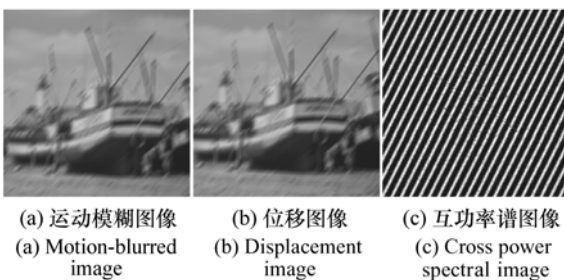 (a) 运动模糊图像
(a) Motion-blurred
image
(b) 位移图像
(b) Displacement
image
(c) 互功率谱图像
(c) Cross power
spectral image